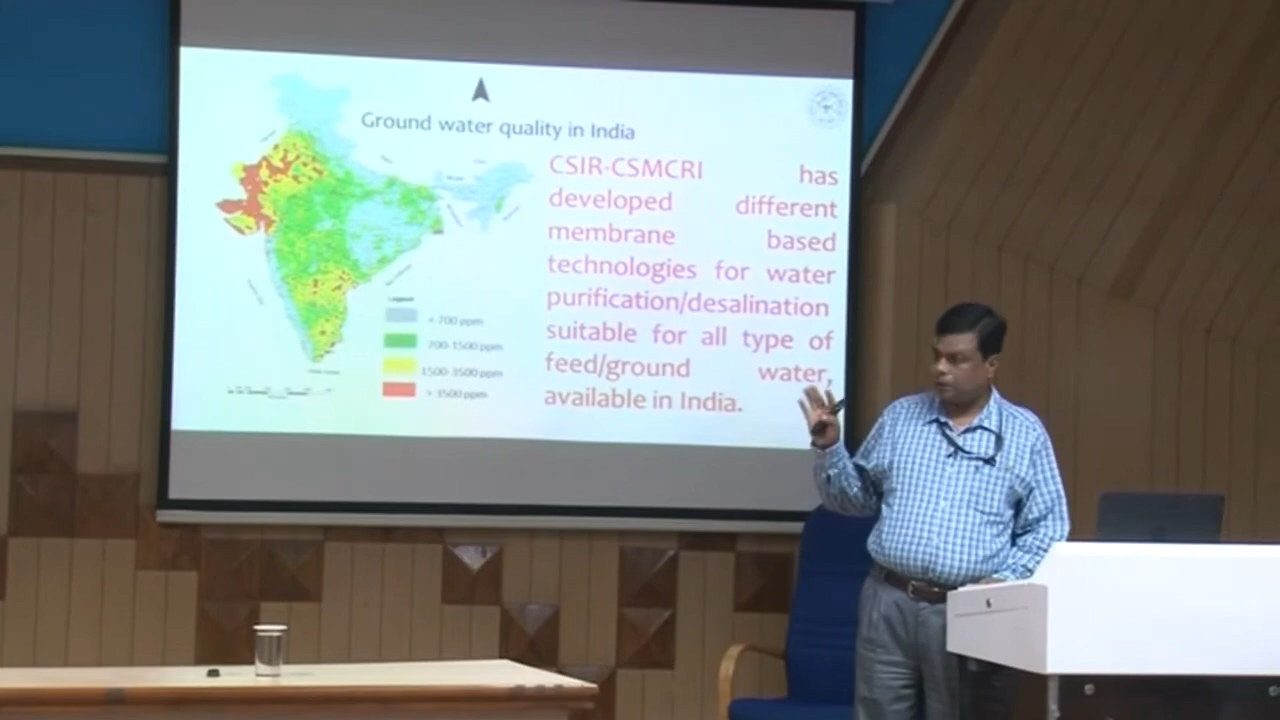 Ground water quality in India
CSIR-CSMCRI has
developed different
membrane based
technologies for water
purification/desalination
suitable for all type of
feed/ground water,
available in India.
Legend
< 700 ppm
700-1500 ppm
1500-3500 ppm
> 3500 ppm